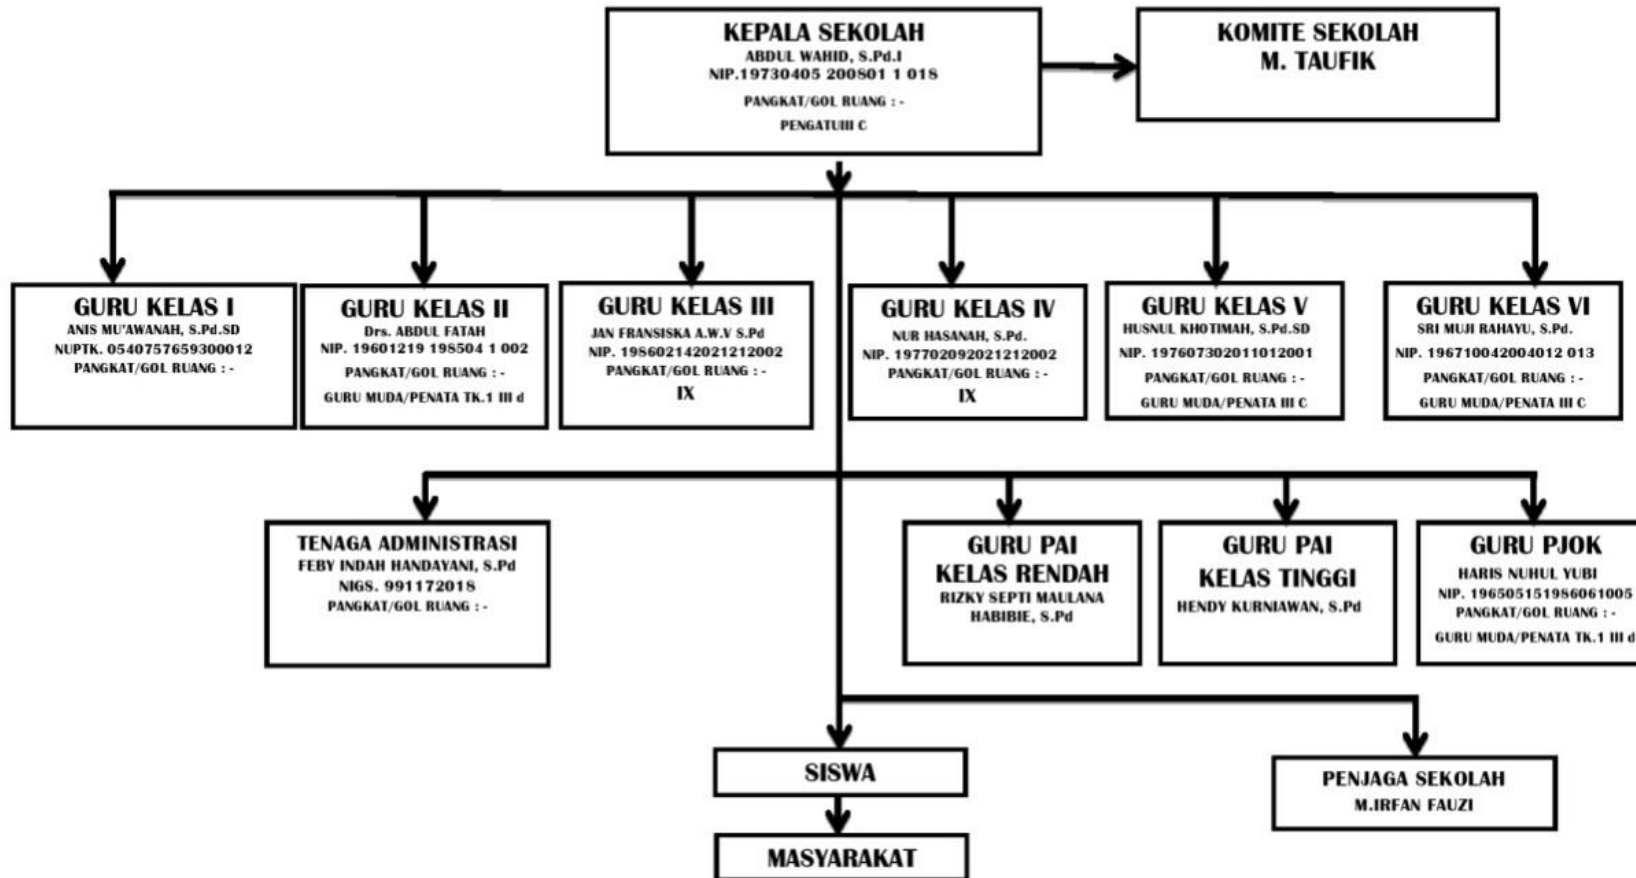 KEPALA SEKOLAH
ABDUL WAHID, S.Pd.I
NIP.19730405 200801 1 018
PANGKAT/GOL RUANG : -
PENGATUIII C
KOMITE SEKOLAH
M. TAUFIK
GURU KELAS I
ANIS MU'AWANAH, S.Pd.SD
NUPTK. 0540757659300012
PANGKAT/GOL RUANG : -
GURU KELAS II
Drs. ABDUL FATAH
NIP. 19601219 198504 1 002
PANGKAT/GOL RUANG : -
GURU MUDA/PENATA TK.1 III d
GURU KELAS III
JAN FRANSISKA A.W.V S.Pd
NIP. 198602142021212002
PANGKAT/GOL RUANG : -
IX
GURU KELAS IV
NUR HASANAH, S.Pd.
NIP. 197702092021212002
PANGKAT/GOL RUANG : -
IX
GURU KELAS V
HUSNUL KHOTIMAH, S.Pd.SD
NIP. 197607302011012001
PANGKAT/GOL RUANG : -
GURU MUDA/PENATA III C
GURU KELAS VI
SRI MUJI RAHAYU, S.Pd.
NIP. 196710042004012 013
PANGKAT/GOL RUANG : -
GURU MUDA/PENATA III C
TENAGA ADMINISTRASI
FEBY INDAH HANDAYANI, S.Pd
NIGS. 991172018
PANGKAT/GOL RUANG : -
GURU PAI
KELAS RENDAH
RIZKY SEPTI MAULANA
HABIBIE, S.Pd
GURU PAI
KELAS TINGGI
HENDY KURNIAWAN, S.Pd
GURU PJOK
HARIS NUHUL YUBI
NIP. 196505151986061005
PANGKAT/GOL RUANG : -
GURU MUDA/PENATA TK.1 III d
SISWA
PENJAGA SEKOLAH
M.IRFAN FAUZI
MASYARAKAT